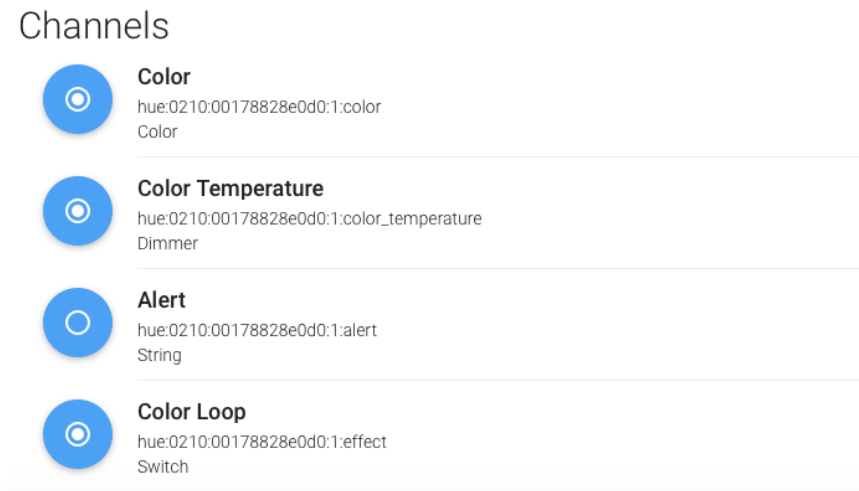 Channels
Color
hue:0210:00178828e0d0:1:color
Color
Color Temperature
hue:0210:00178828e0d0:1:color_temperature
Dimmer
Alert
hue:0210:00178828e0d0:1:alert
String
Color Loop
hue:0210:00178828e0d0:1:effect
Switch